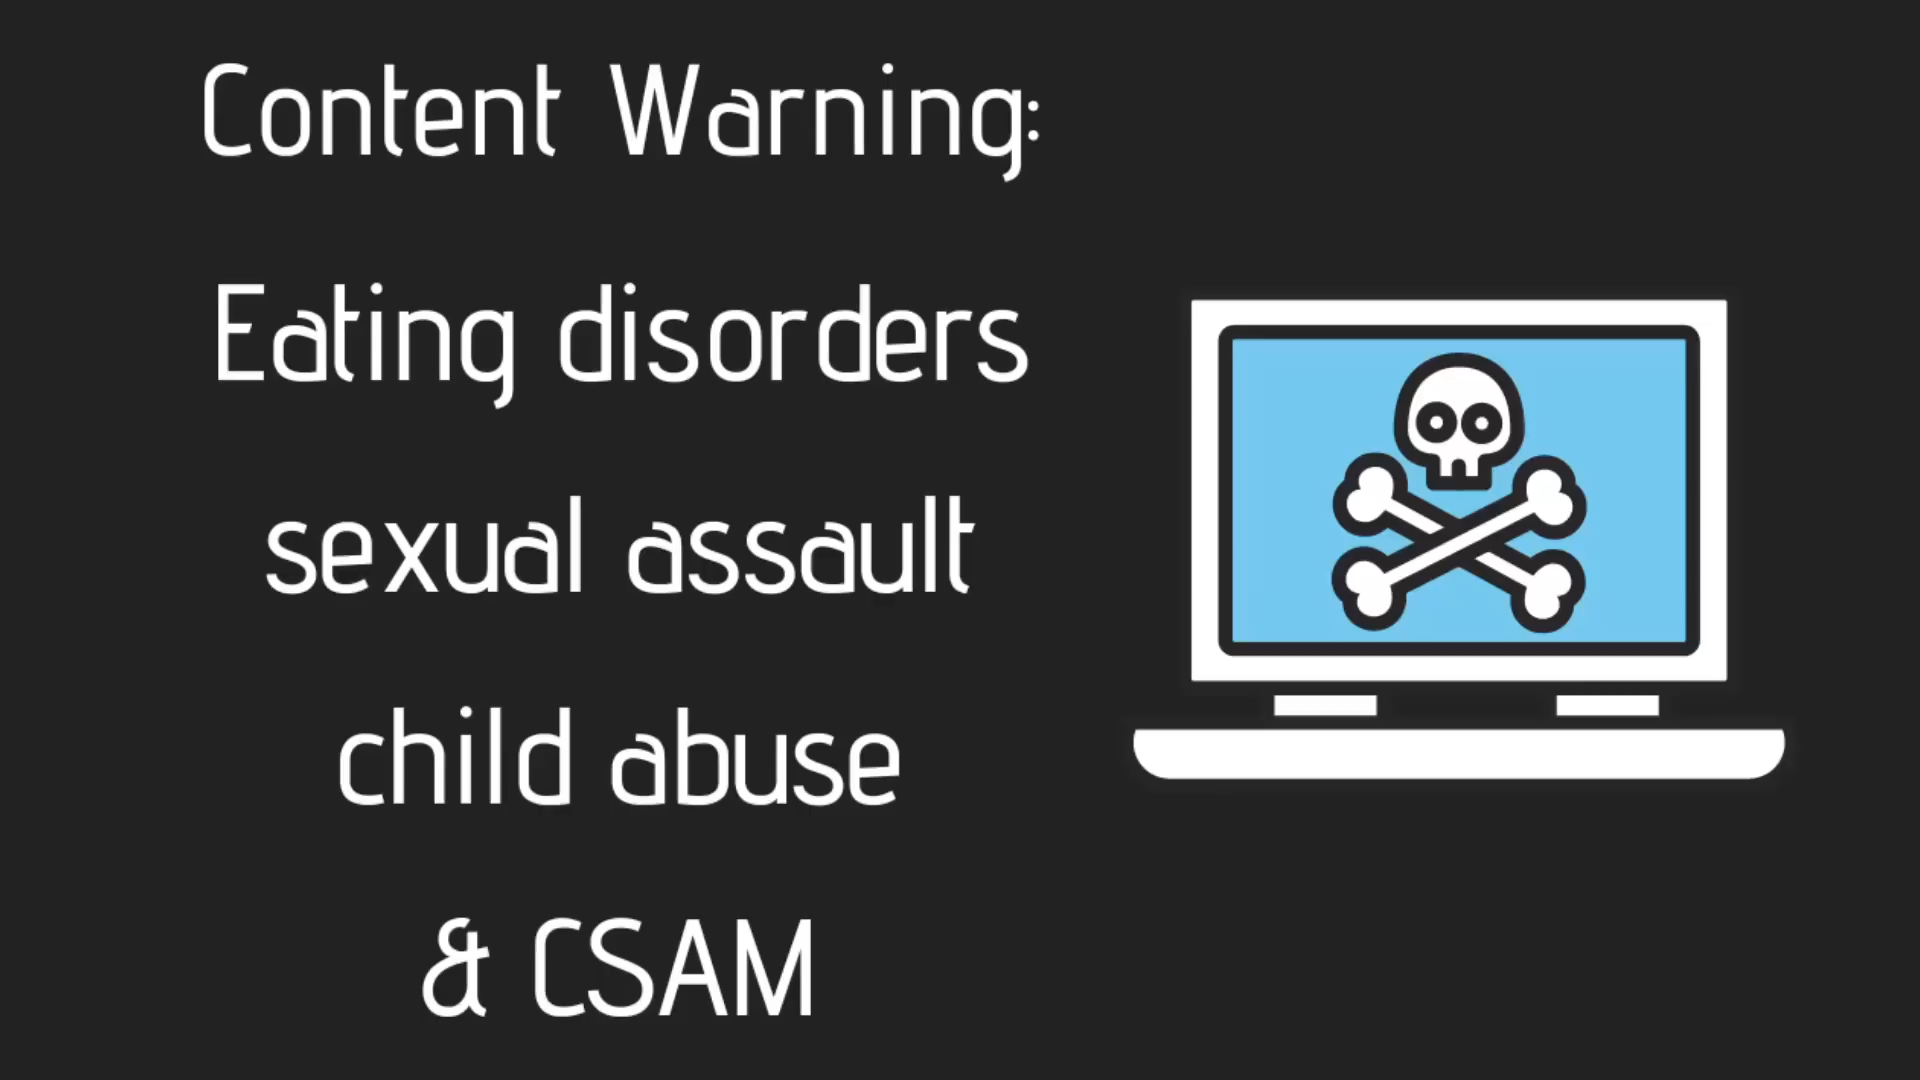 Content Warning:
Eating disorders
sexual assault
child abuse
& CSAM